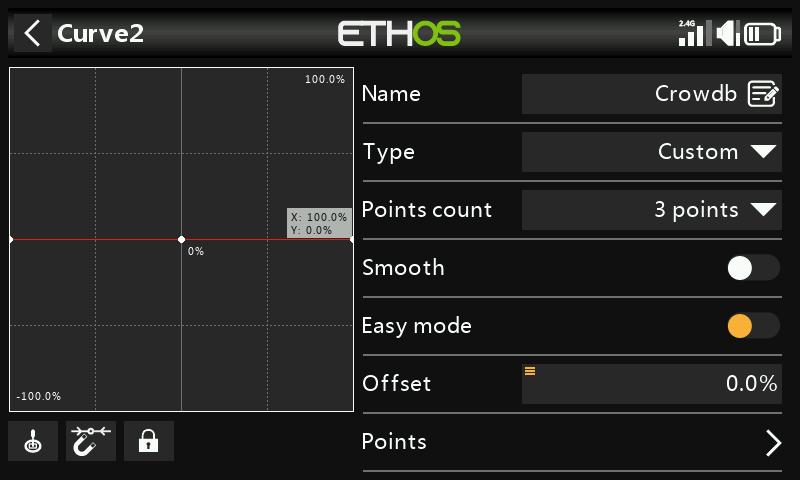 Curve2
ETHOS
2.4G
100.0%
X: 100.0%
Y: 0.0%
0%
-100.0%
Name
Crowdb
Type
Custom
Points count
3 points
Smooth
Easy mode
Offset
0.0%
Points